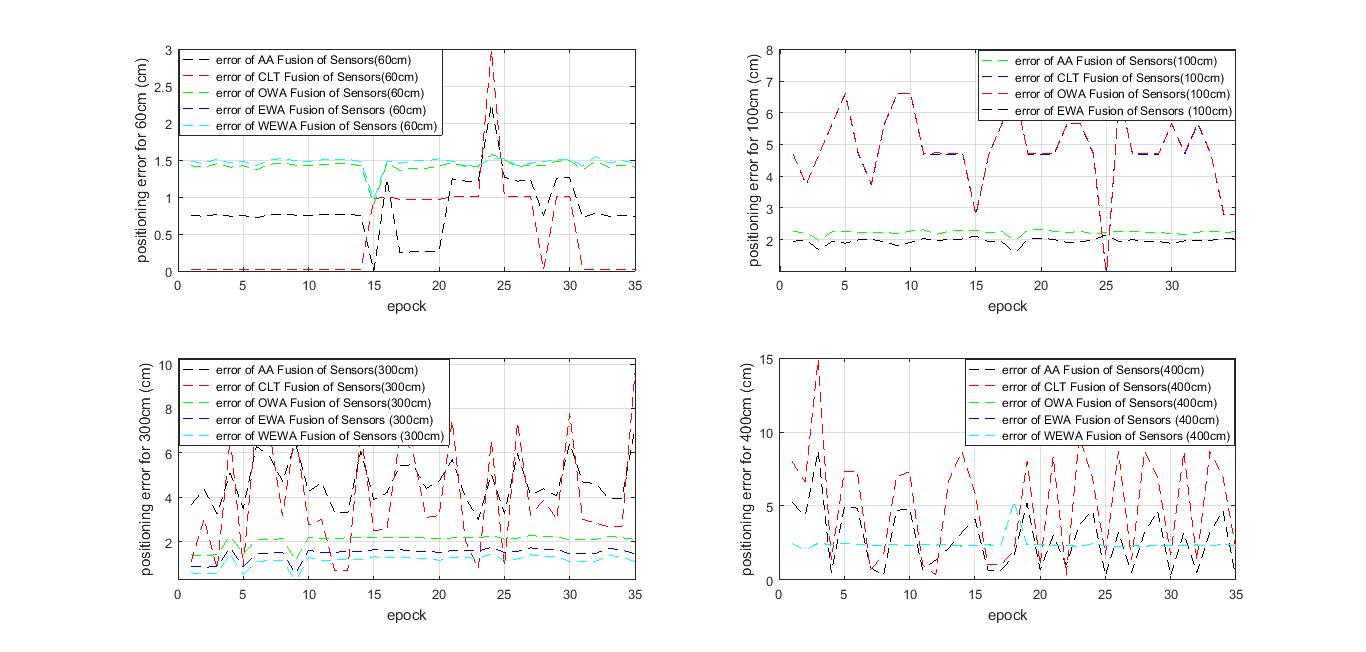 positioning error for 60cm (cm)
3
2.5
2
1.5
1
0.5
0
error of AA Fusion of Sensors(60cm)
error of CLT Fusion of Sensors(60cm)
error of OWA Fusion of Sensors(60cm)
error of EWA Fusion of Sensors (60cm)
error of WEWA Fusion of Sensors (60cm)
0 5 10 15 20 25 30 35
epock
positioning error for 100cm (cm)
8
7
6
5
4
3
2
error of AA Fusion of Sensors(100cm)
error of CLT Fusion of Sensors(100cm)
error of OWA Fusion of Sensors(100cm)
error of EWA Fusion of Sensors (100cm)
0 5 10 15 20 25 30
epock
positioning error for 300cm (cm)
10
8
6
4
2
error of AA Fusion of Sensors(300cm)
error of CLT Fusion of Sensors(300cm)
error of OWA Fusion of Sensors(300cm)
error of EWA Fusion of Sensors (300cm)
error of WEWA Fusion of Sensors (300cm)
0 5 10 15 20 25 30 35
epock
positioning error for 400cm (cm)
15
10
5
0
error of AA Fusion of Sensors(400cm)
error of CLT Fusion of Sensors(400cm)
error of OWA Fusion of Sensors(400cm)
error of EWA Fusion of Sensors (400cm)
error of WEWA Fusion of Sensors (400cm)
0 5 10 15 20 25 30 35
epock